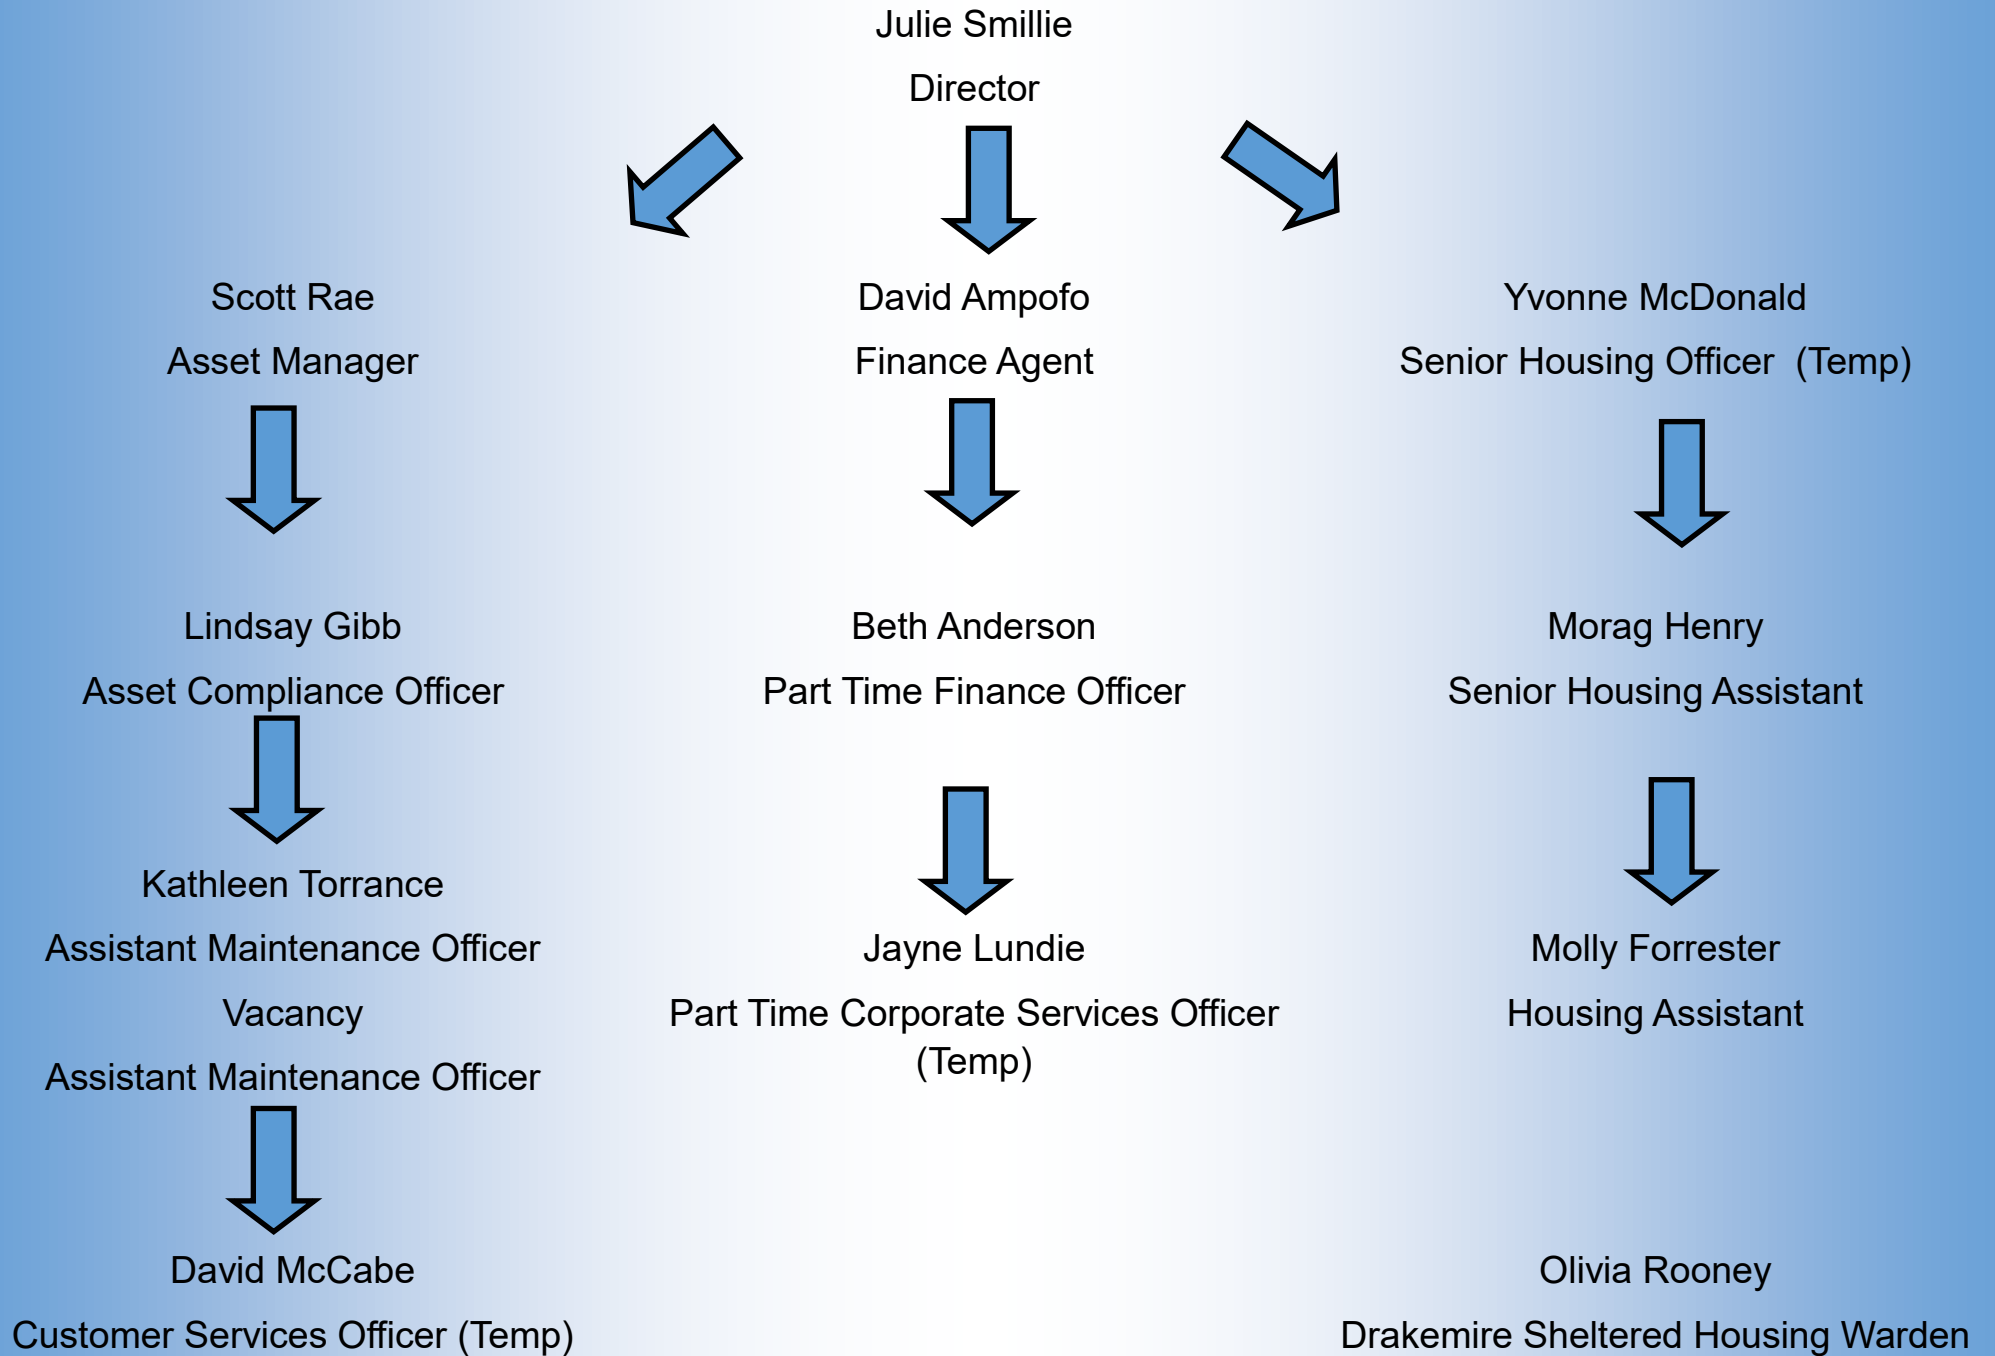 Julie Smillie
Director
Scott Rae
Asset Manager
David Ampofo
Finance Agent
Yvonne McDonald
Senior Housing Officer  (Temp)
Lindsay Gibb
Asset Compliance Officer
Beth Anderson
Part Time Finance Officer
Morag Henry
Senior Housing Assistant
Kathleen Torrance
Assistant Maintenance Officer
Vacancy
Assistant Maintenance Officer
Jayne Lundie
Part Time Corporate Services Officer
(Temp)
Molly Forrester
Housing Assistant
David McCabe
Customer Services Officer (Temp)
Olivia Rooney
Drakemire Sheltered Housing Warden